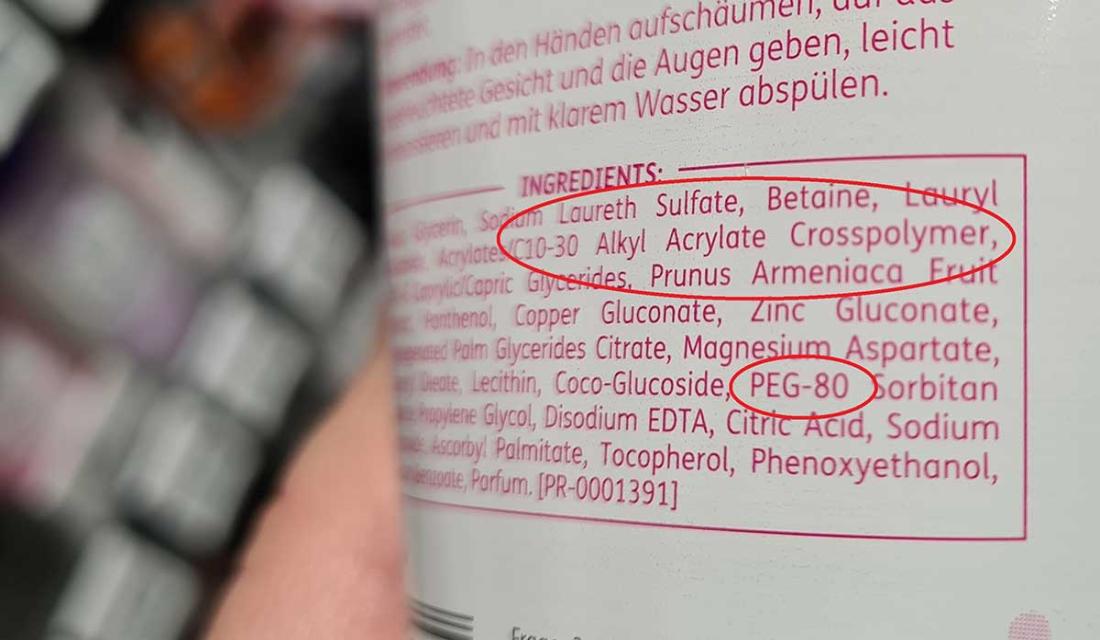 In den Händen aufschäumen, auf das
Gesicht und die Augen geben, leicht
und mit klarem Wasser abspülen.
INGREDIENTS:
Glycerin, Sodium Laureth Sulfate, Betaine, Lauryl
Acrylates/C10-30 Alkyl Acrylate Crosspolymer,
Caprylic/Capric Glycerides, Prunus Armeniaca Fruit
Panthenol, Copper Gluconate, Zinc Gluconate,
Palm Glycerides Citrate, Magnesium Aspartate,
Oleate, Lecithin, Coco-Glucoside, PEG-80 Sorbitan
Propylene Glycol, Disodium EDTA, Citric Acid, Sodium
Ascorbyl Palmitate, Tocopherol, Phenoxyethanol,
Parfum. [PR-0001391]